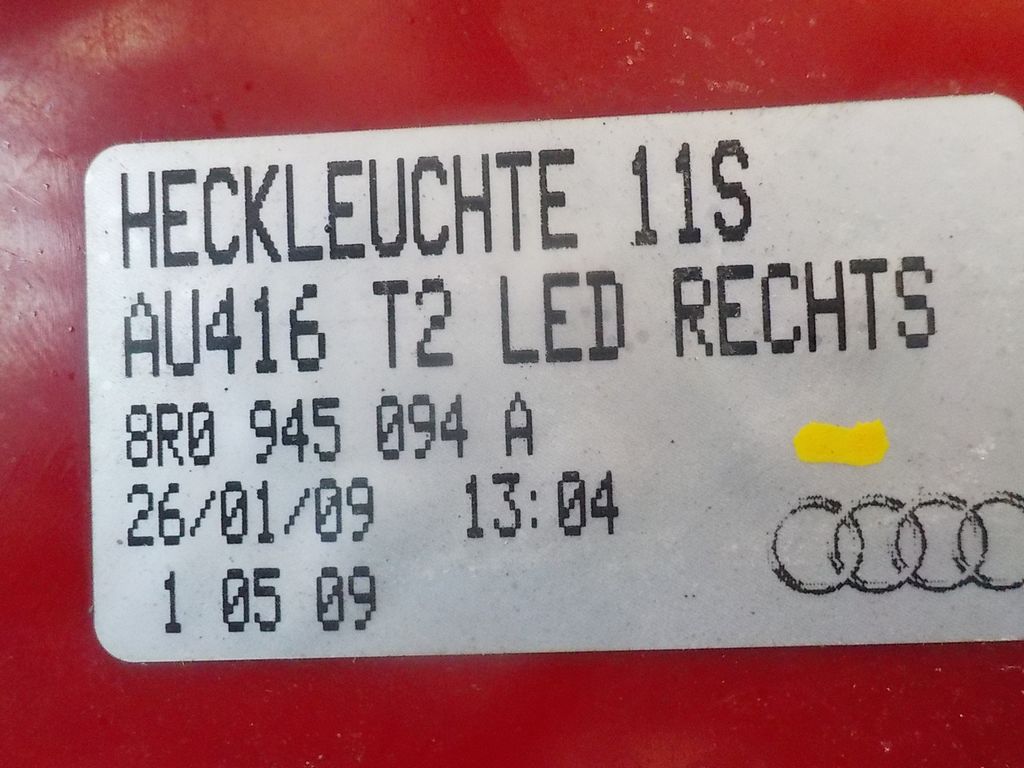 HECKLEUCHTE 11S
AU416 T2 LED RECHTS
8R0 945 094 A
26/01/09 13:04
1 05 09